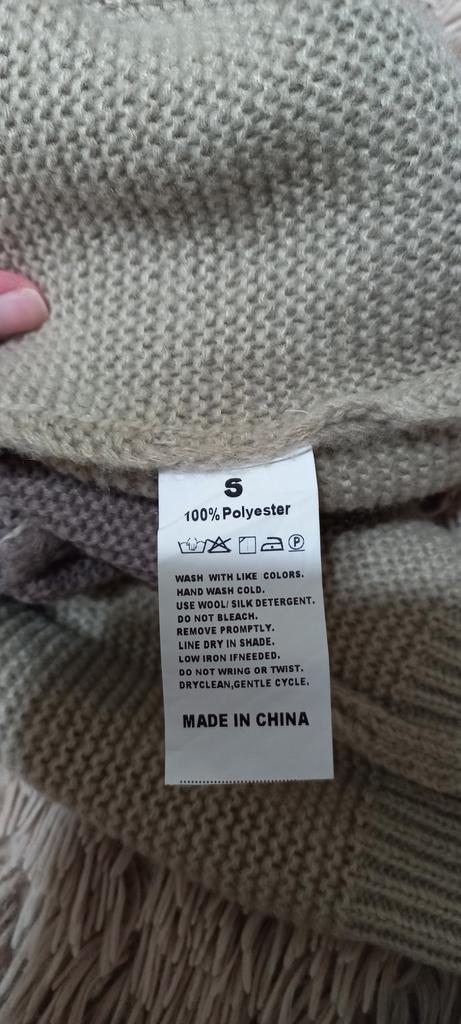 S
100% Polyester
P
WASH WITH LIKE COLORS.
HAND WASH COLD.
USE WOOL/ SILK DETERGENT.
DO NOT BLEACH.
REMOVE PROMPTLY.
LINE DRY IN SHADE.
LOW IRON IFNEEDED.
DO NOT WRING OR TWIST.
DRYCLEAN,GENTLE CYCLE.
MADE IN CHINA